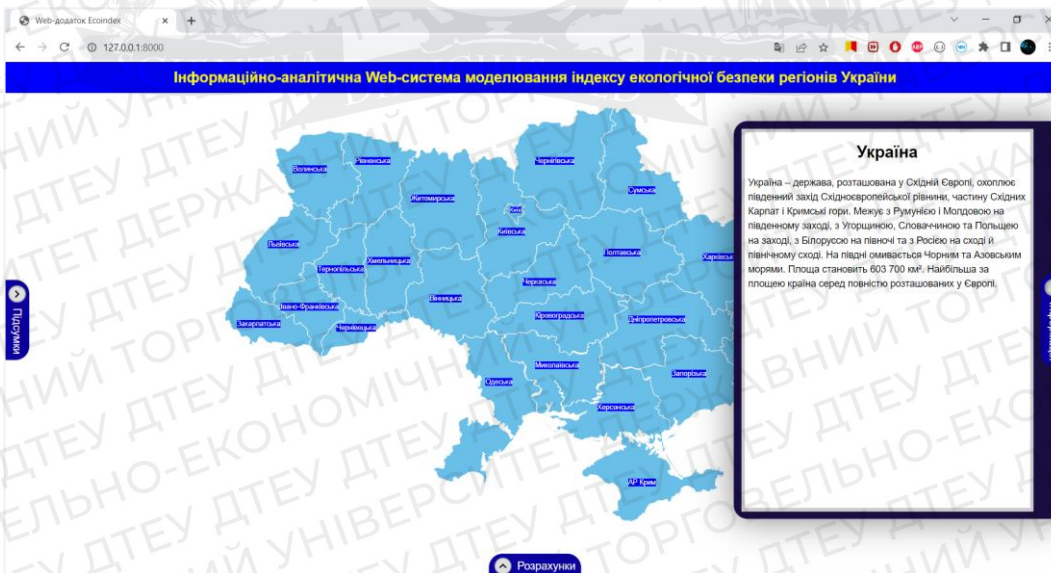 Web-додаток Ecoindex
127.0.0.1:8000
Інформаційно-аналітична Web-система моделювання індексу екологічної безпеки регіонів України
Волинська
Рівненська
Житомирська
Чернігівська
Сумська
Київ
Київська
Львівська
Тернопільська
Хмельницька
Полтавська
Харківськ
Черкаська
Вінницька
Івано-Франківська
Закарпатська
Чернівецька
Кіровоградська
Дніпропетровська
Миколаївська
Одеська
Запорізька
Херсонська
АР Крим
Україна
Україна – держава, розташована у Східній Європі, охоплює
південний захід Східноєвропейської рівнини, частину Східних
Карпат і Кримські гори. Межує з Румунією і Молдовою на
південному заході, з Угорщиною, Словаччиною та Польщею
на заході, з Білоруссю на півночі та з Росією на сході й
північному сході. На півдні омивається Чорним та Азовським
морями. Площа становить 603 700 км². Найбільша за
площею країна серед повністю розташованих у Європі.
Підсумки
Розрахунки